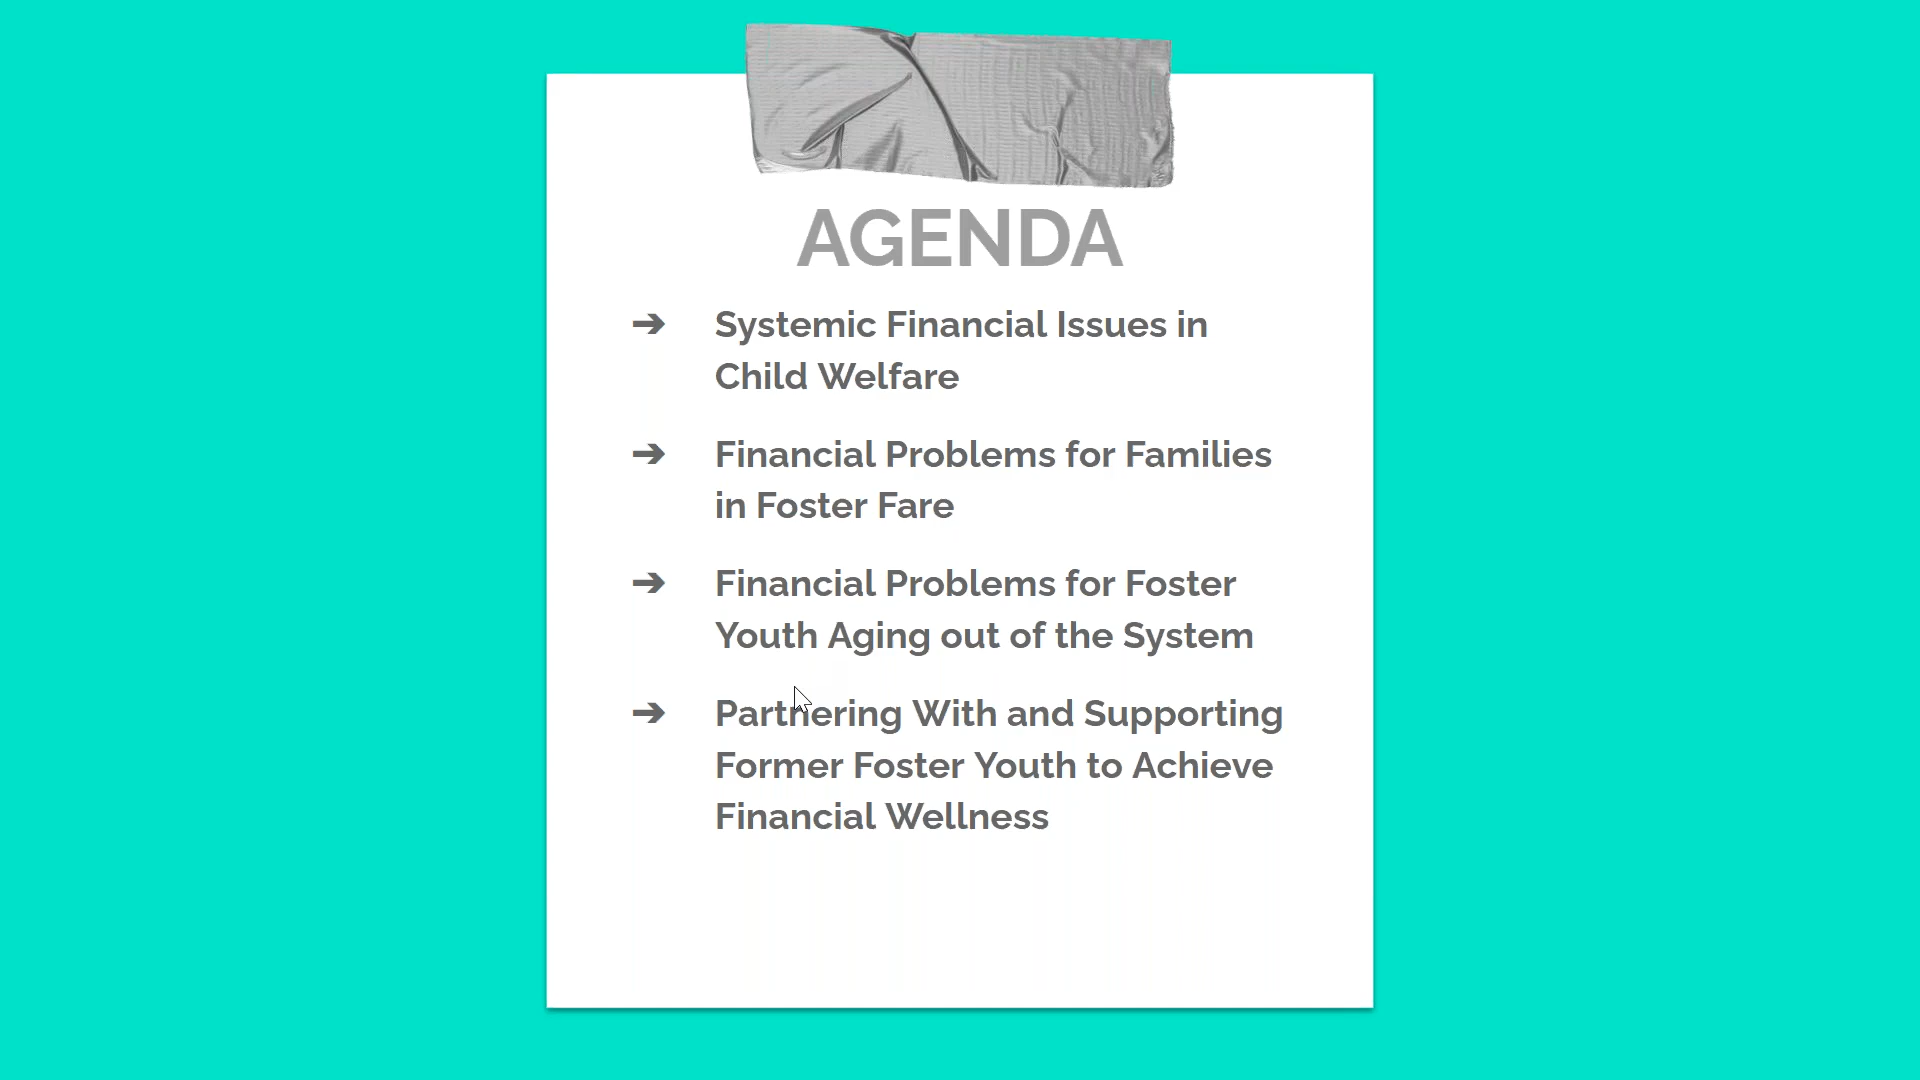 AGENDA
➔ Systemic Financial Issues in
Child Welfare
➔ Financial Problems for Families
in Foster Fare
➔ Financial Problems for Foster
Youth Aging out of the System
➔ Partnering With and Supporting
Former Foster Youth to Achieve
Financial Wellness